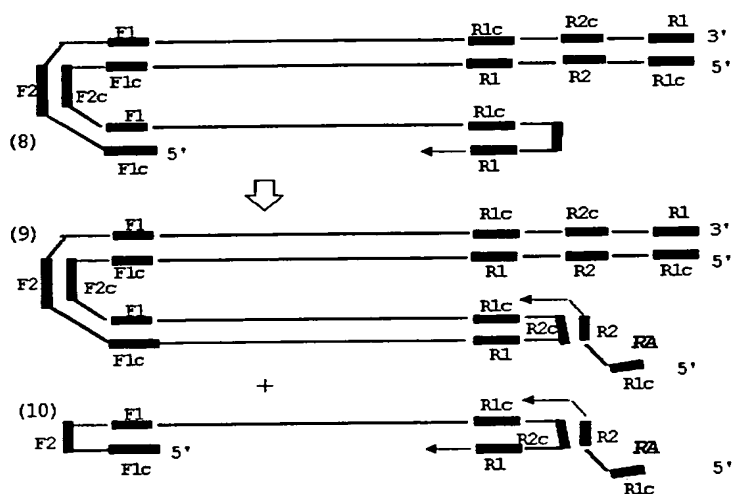 F1 R1c R2c R1 3'
F2 F2c F1c R1 R2 R1c 5'
F1 R1c
(8) F1c 5' R1
(9) F1 R1c R2c R1 3'
F2 F2c F1c R1 R2 R1c 5'
F1 R1c R2c R2 RA
F1c R1 R1c 5'
+
(10) F1 R1c
F2 R2c R2 RA
F1c 5' R1 R1c 5'